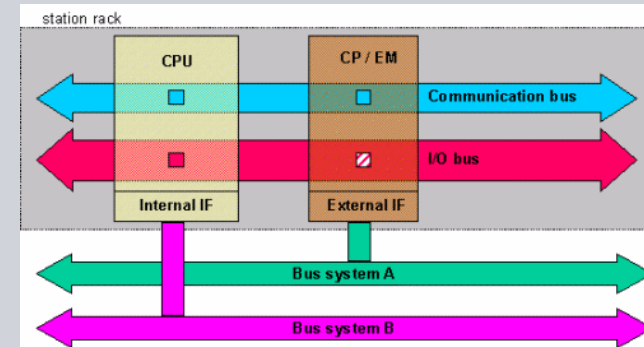 station rack
CPU
CP / EM
Communication bus
I/O bus
Internal IF
External IF
Bus system A
Bus system B